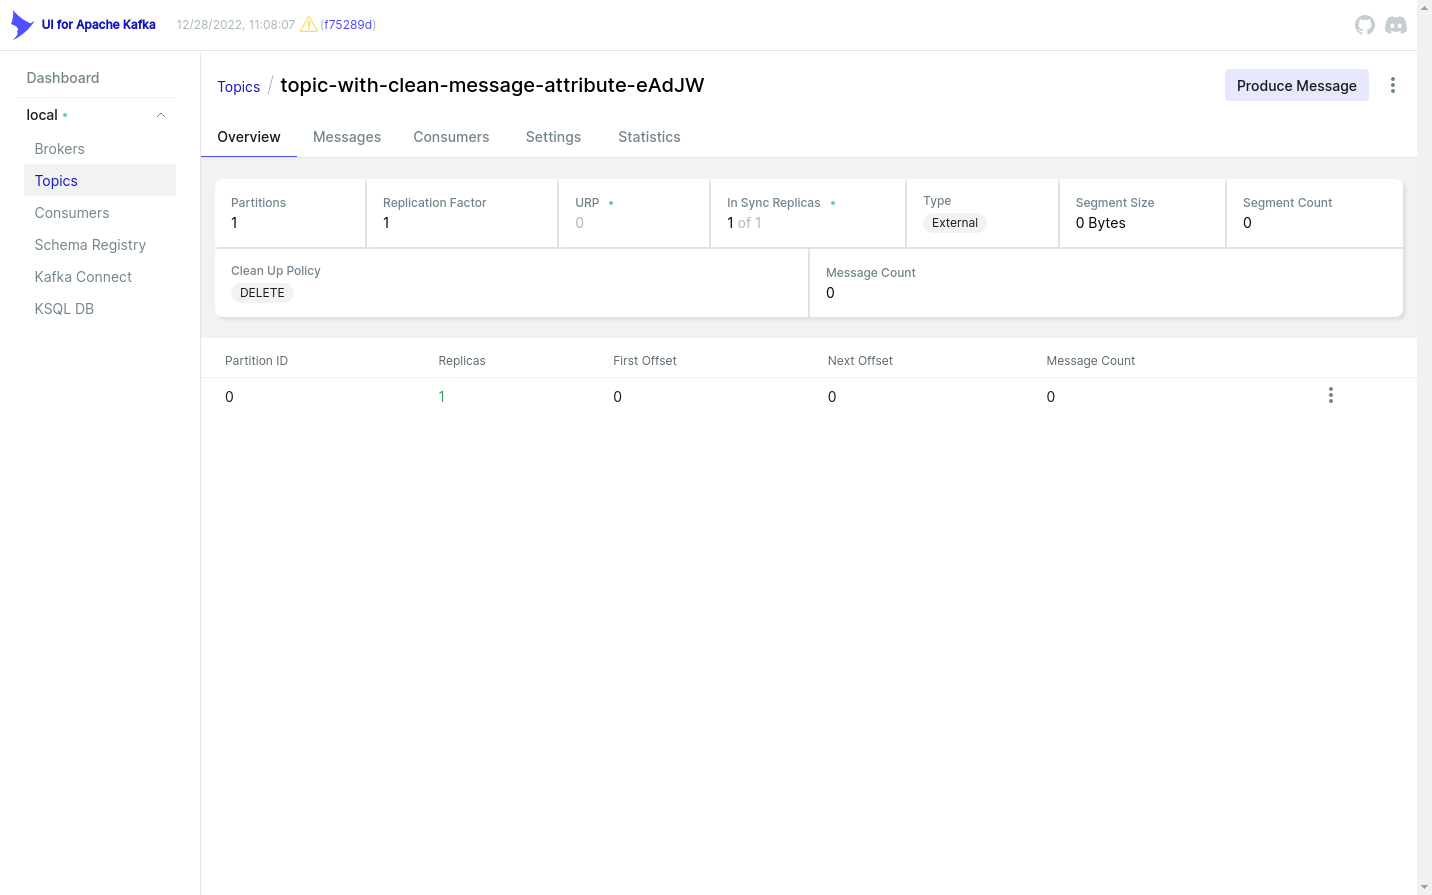 UI for Apache Kafka 12/28/2022, 11:08:07 (f75289d)
Dashboard
local
Brokers
Topics
Consumers
Schema Registry
Kafka Connect
KSQL DB
Topics / topic-with-clean-message-attribute-eAdJW
Produce Message
Overview Messages Consumers Settings Statistics
Partitions Replication Factor URP In Sync Replicas Type Segment Size Segment Count
1 1 0 1 of 1 External 0 Bytes 0
Clean Up Policy Message Count
DELETE 0
Partition ID Replicas First Offset Next Offset Message Count
0 1 0 0 0